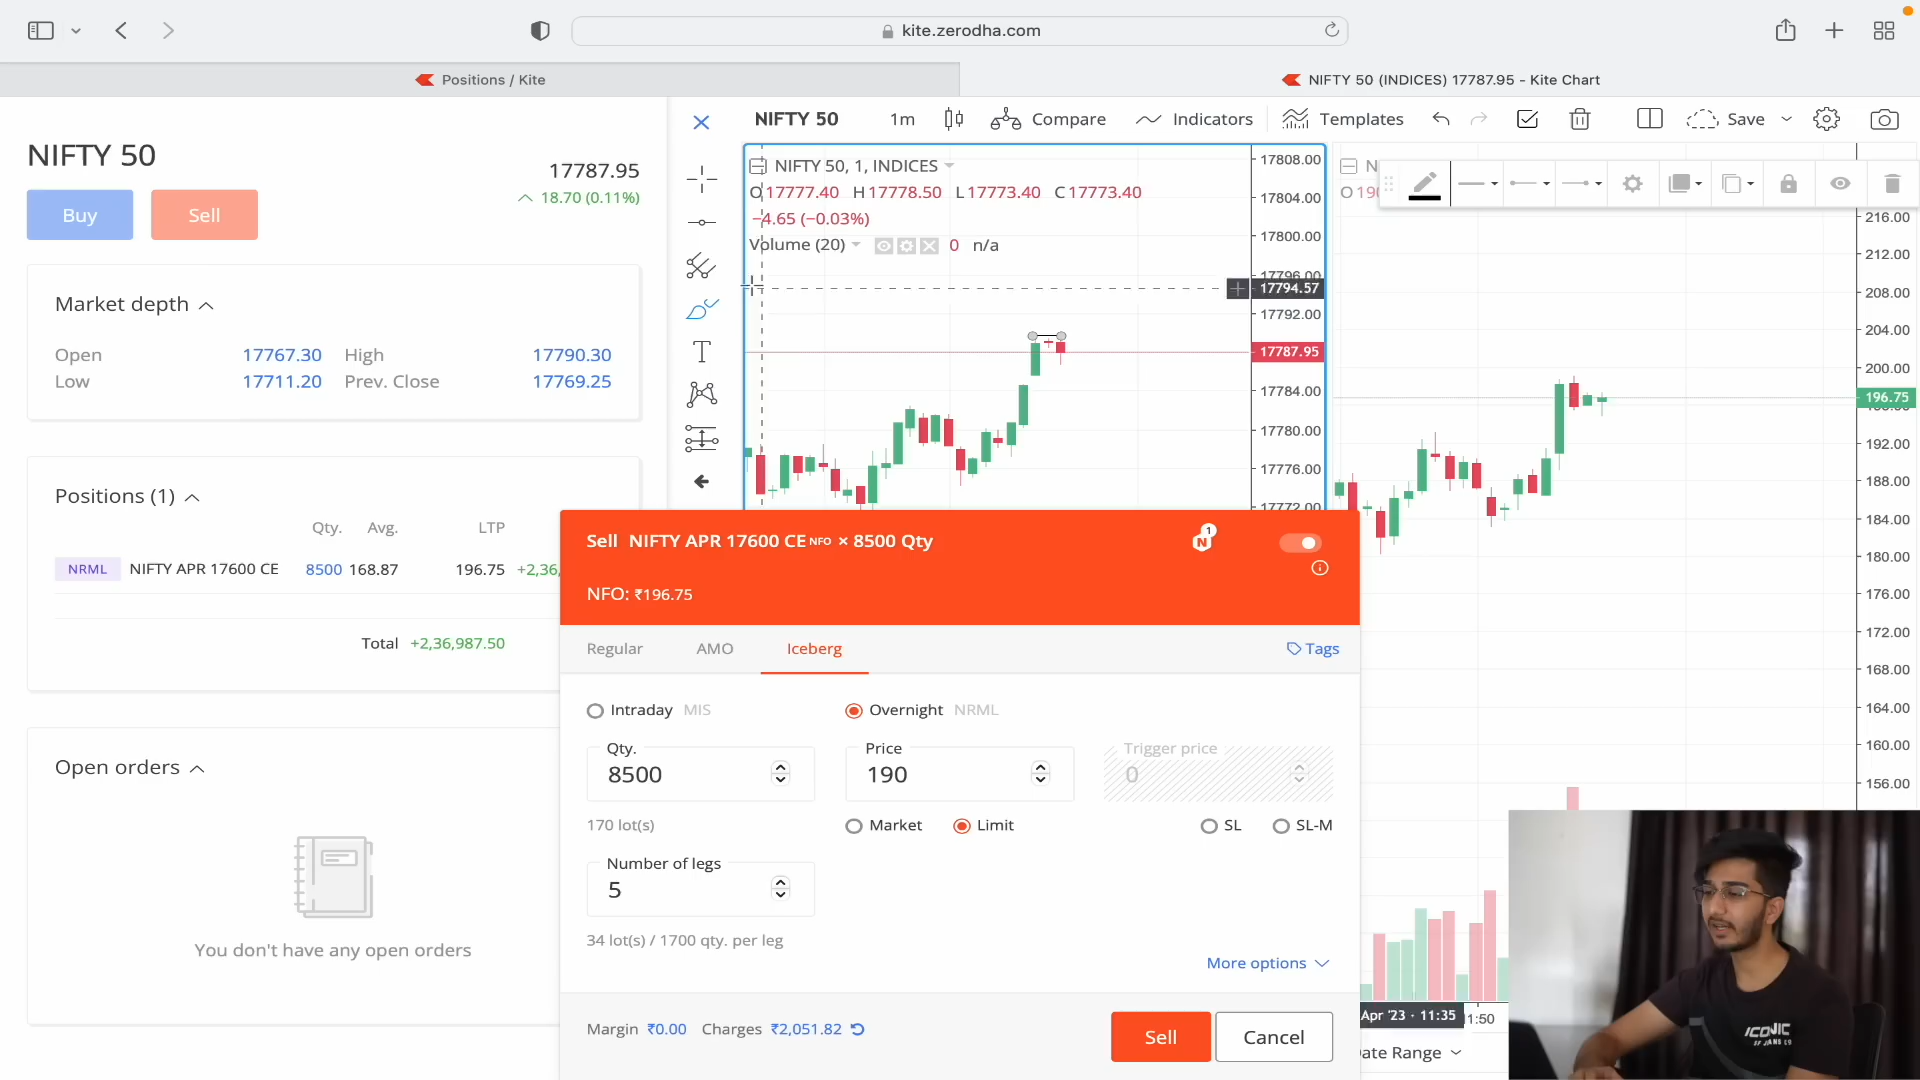 kite.zerodha.com
Positions / Kite
NIFTY 50 (INDICES) 17787.95 - Kite Chart
NIFTY 50
17787.95
18.70 (0.11%)
Buy
Sell
Market depth
Open 17767.30 High 17790.30
Low 17711.20 Prev. Close 17769.25
Positions (1)
Qty. Avg. LTP
NRML NIFTY APR 17600 CE 8500 168.87 196.75 +2,36,
Total +2,36,987.50
Open orders
You don't have any open orders
NIFTY 50 1m Compare Indicators Templates Save
NIFTY 50, 1, INDICES
O17777.40 H17778.50 L17773.40 C17773.40
−4.65 (−0.03%)
Volume (20) 0 n/a
17808.00
17804.00
17800.00
17796.00
17794.57
17792.00
17787.95
17784.00
17780.00
17776.00
17772.00
N
O190
216.00
212.00
208.00
204.00
200.00
196.75
192.00
188.00
184.00
180.00
176.00
172.00
168.00
164.00
160.00
156.00
Sell NIFTY APR 17600 CE NFO × 8500 Qty
N 1
NFO: ₹196.75
Regular AMO Iceberg Tags
Intraday MIS Overnight NRML
Qty. Price Trigger price
8500 190 0
170 lot(s) Market Limit SL SL-M
Number of legs
5
34 lot(s) / 1700 qty. per leg
More options
Margin ₹0.00 Charges ₹2,051.82
Sell
Cancel
Apr '23 · 11:35 11:50
ate Range
ICONIC